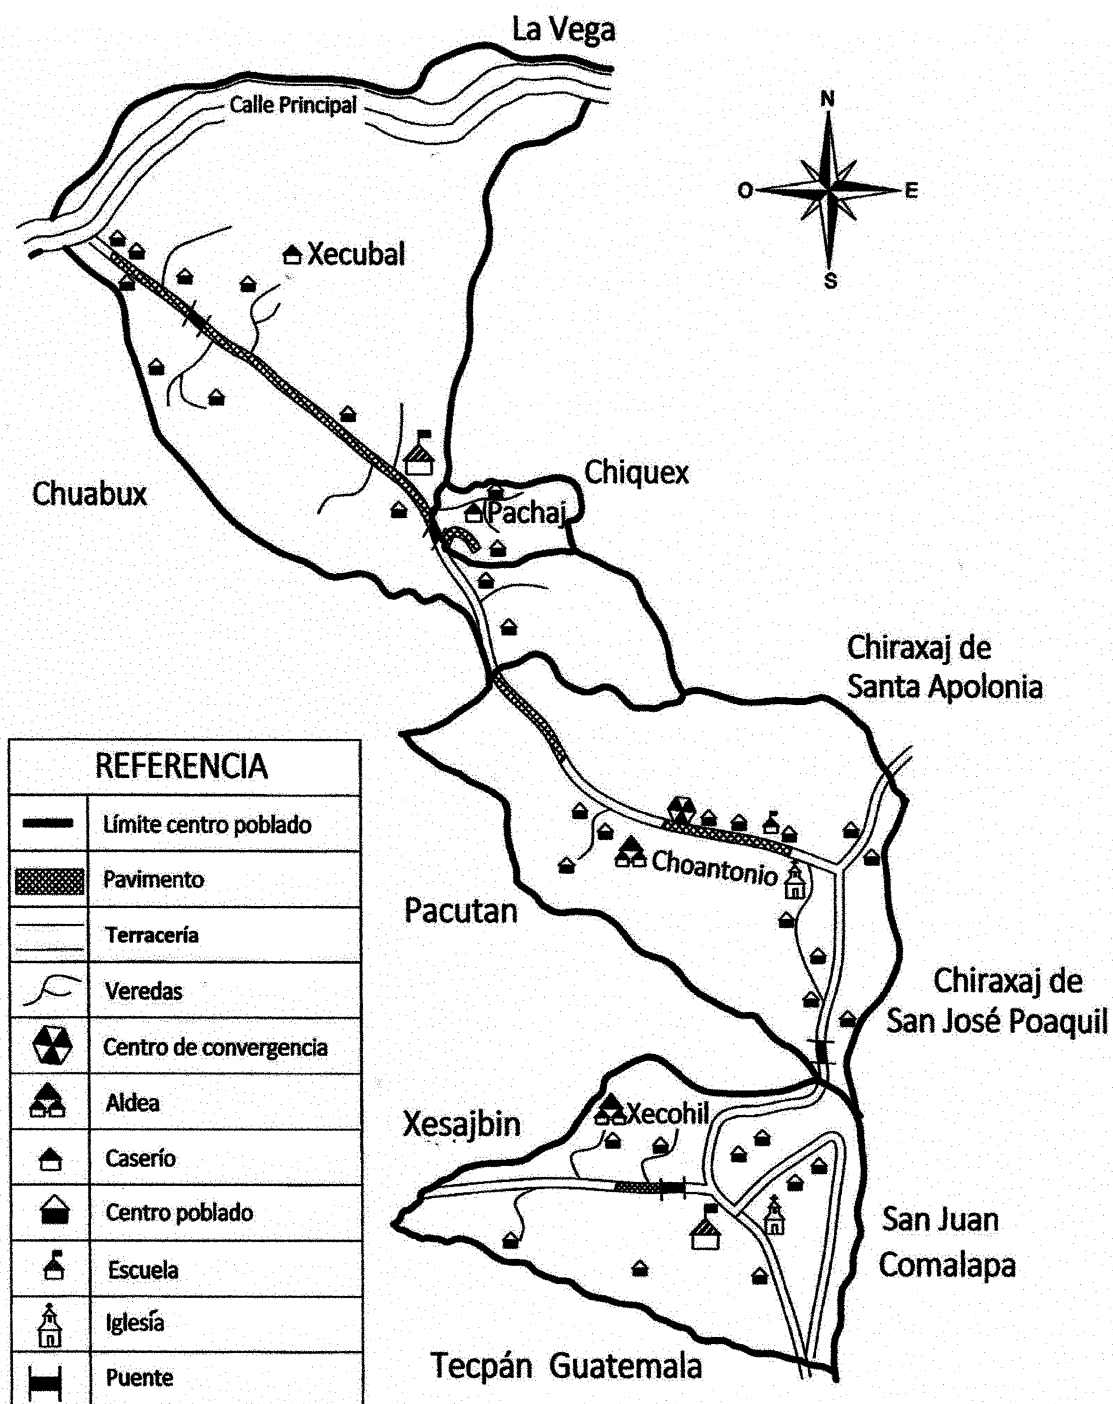 La Vega
Calle Principal
N
O
E
S
Xecubal
Chuabux
Chiquex
Pachaj
Chiraxaj de
Santa Apolonia
Choantonio
Pacutan
Chiraxaj de
San José Poaquil
Xesajbin
Xecohil
San Juan
Comalapa
Tecpán Guatemala
REFERENCIA
Límite centro poblado
Pavimento
Terracería
Veredas
Centro de convergencia
Aldea
Caserío
Centro poblado
Escuela
Iglesía
Puente